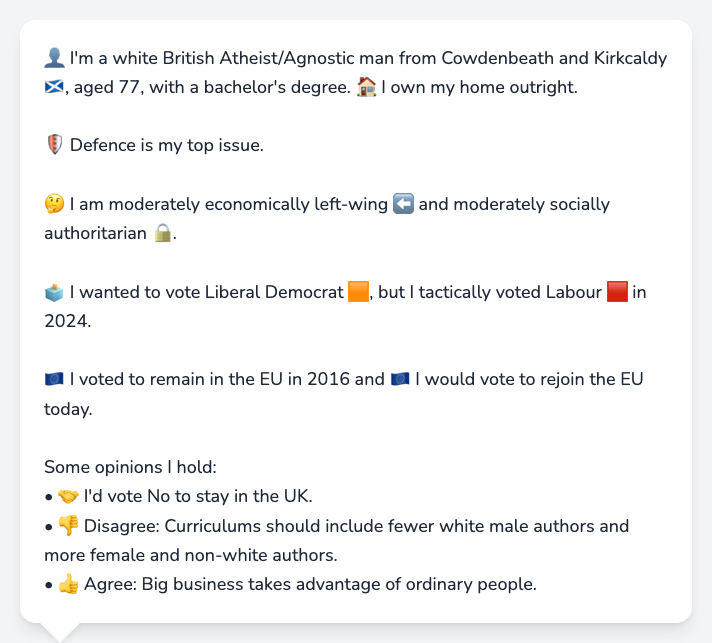 👤 I'm a white British Atheist/Agnostic man from Cowdenbeath and Kirkcaldy
🏴󠁧󠁢󠁳󠁣󠁴󠁿, aged 77, with a bachelor's degree. 🏠 I own my home outright.
🛡️ Defence is my top issue.
🤔 I am moderately economically left-wing ⬅️ and moderately socially
authoritarian 🔒.
🗳️ I wanted to vote Liberal Democrat 🟧, but I tactically voted Labour 🟥 in
2024.
🇪🇺 I voted to remain in the EU in 2016 and 🇪🇺 I would vote to rejoin the EU
today.
Some opinions I hold:
• 🤝 I'd vote No to stay in the UK.
• 👎 Disagree: Curriculums should include fewer white male authors and
more female and non-white authors.
• 👍 Agree: Big business takes advantage of ordinary people.